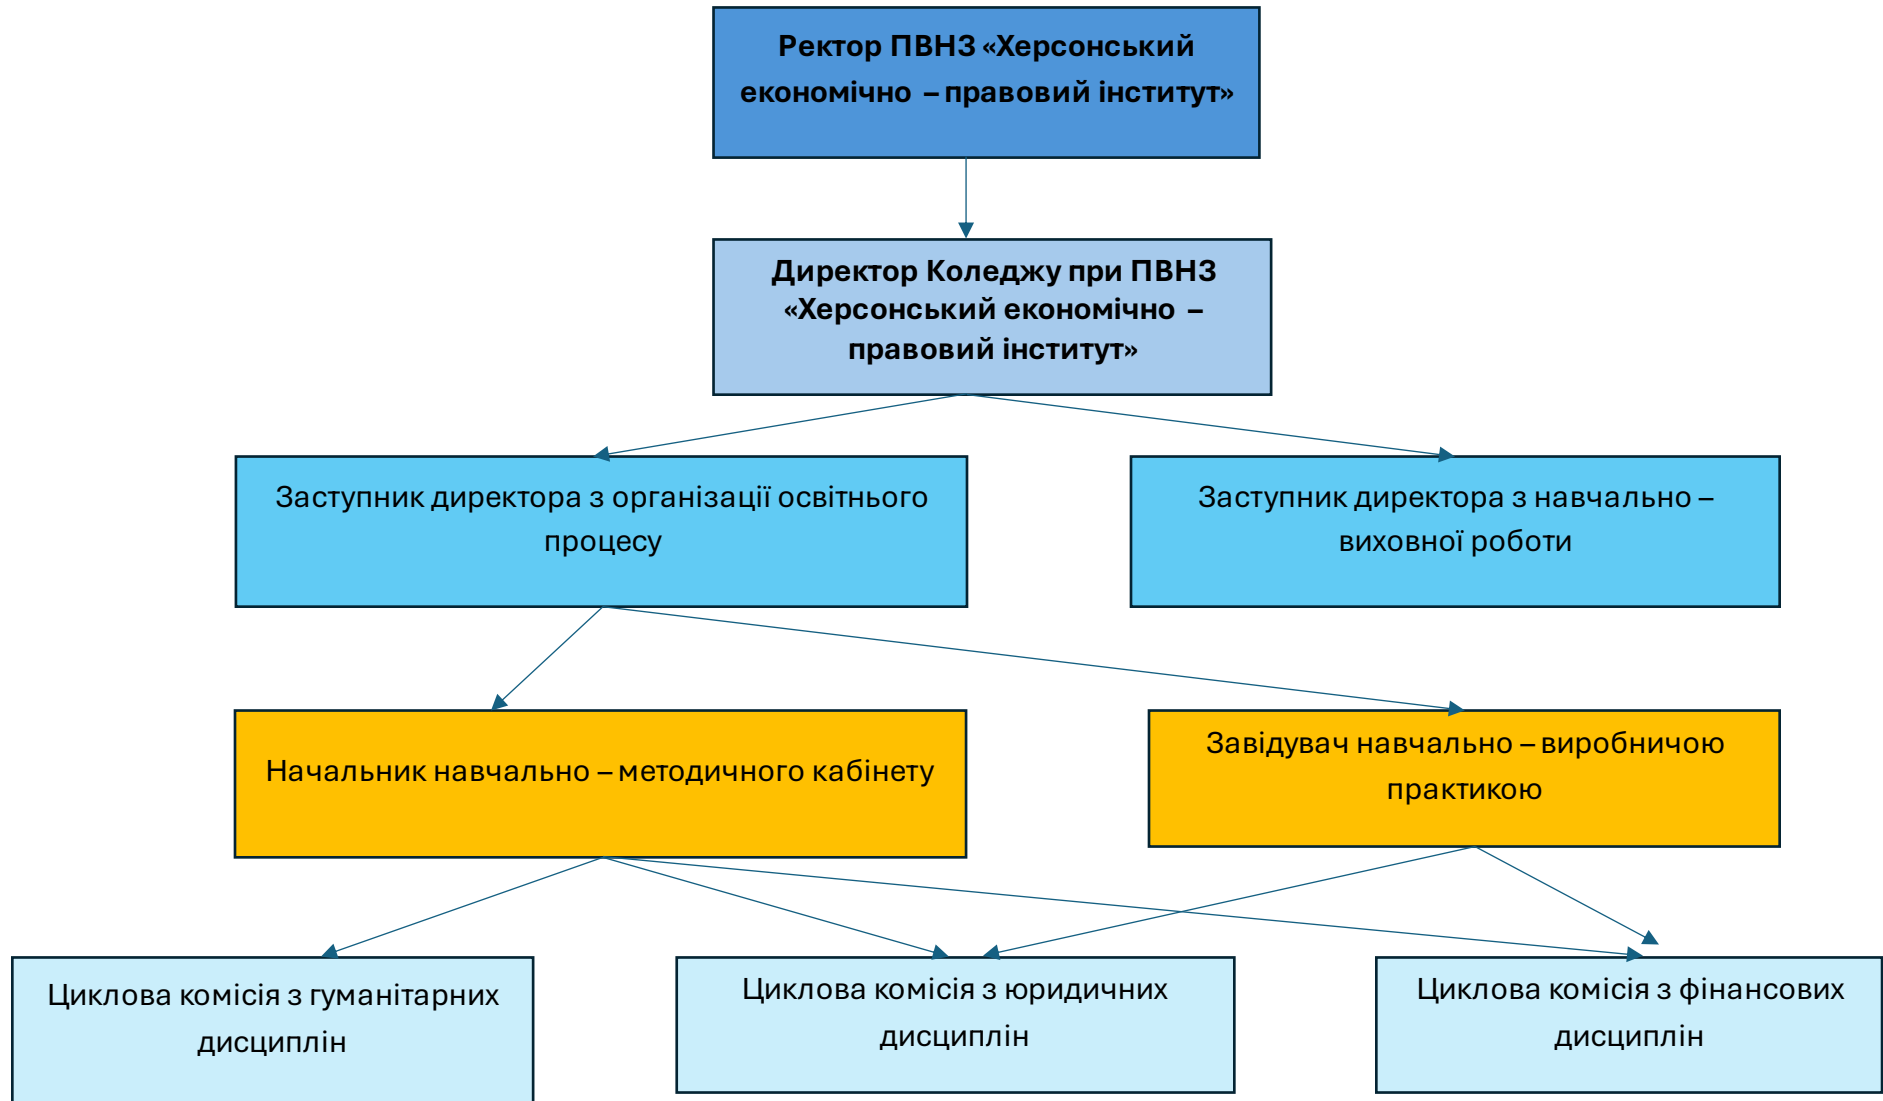 Ректор ПВНЗ «Херсонський
економічно – правовий інститут»
Директор Коледжу при ПВНЗ
«Херсонський економічно –
правовий інститут»
Заступник директора з організації освітнього
процесу
Заступник директора з навчально –
виховної роботи
Начальник навчально – методичного кабінету
Завідувач навчально – виробничою
практикою
Циклова комісія з гуманітарних
дисциплін
Циклова комісія з юридичних
дисциплін
Циклова комісія з фінансових
дисциплін